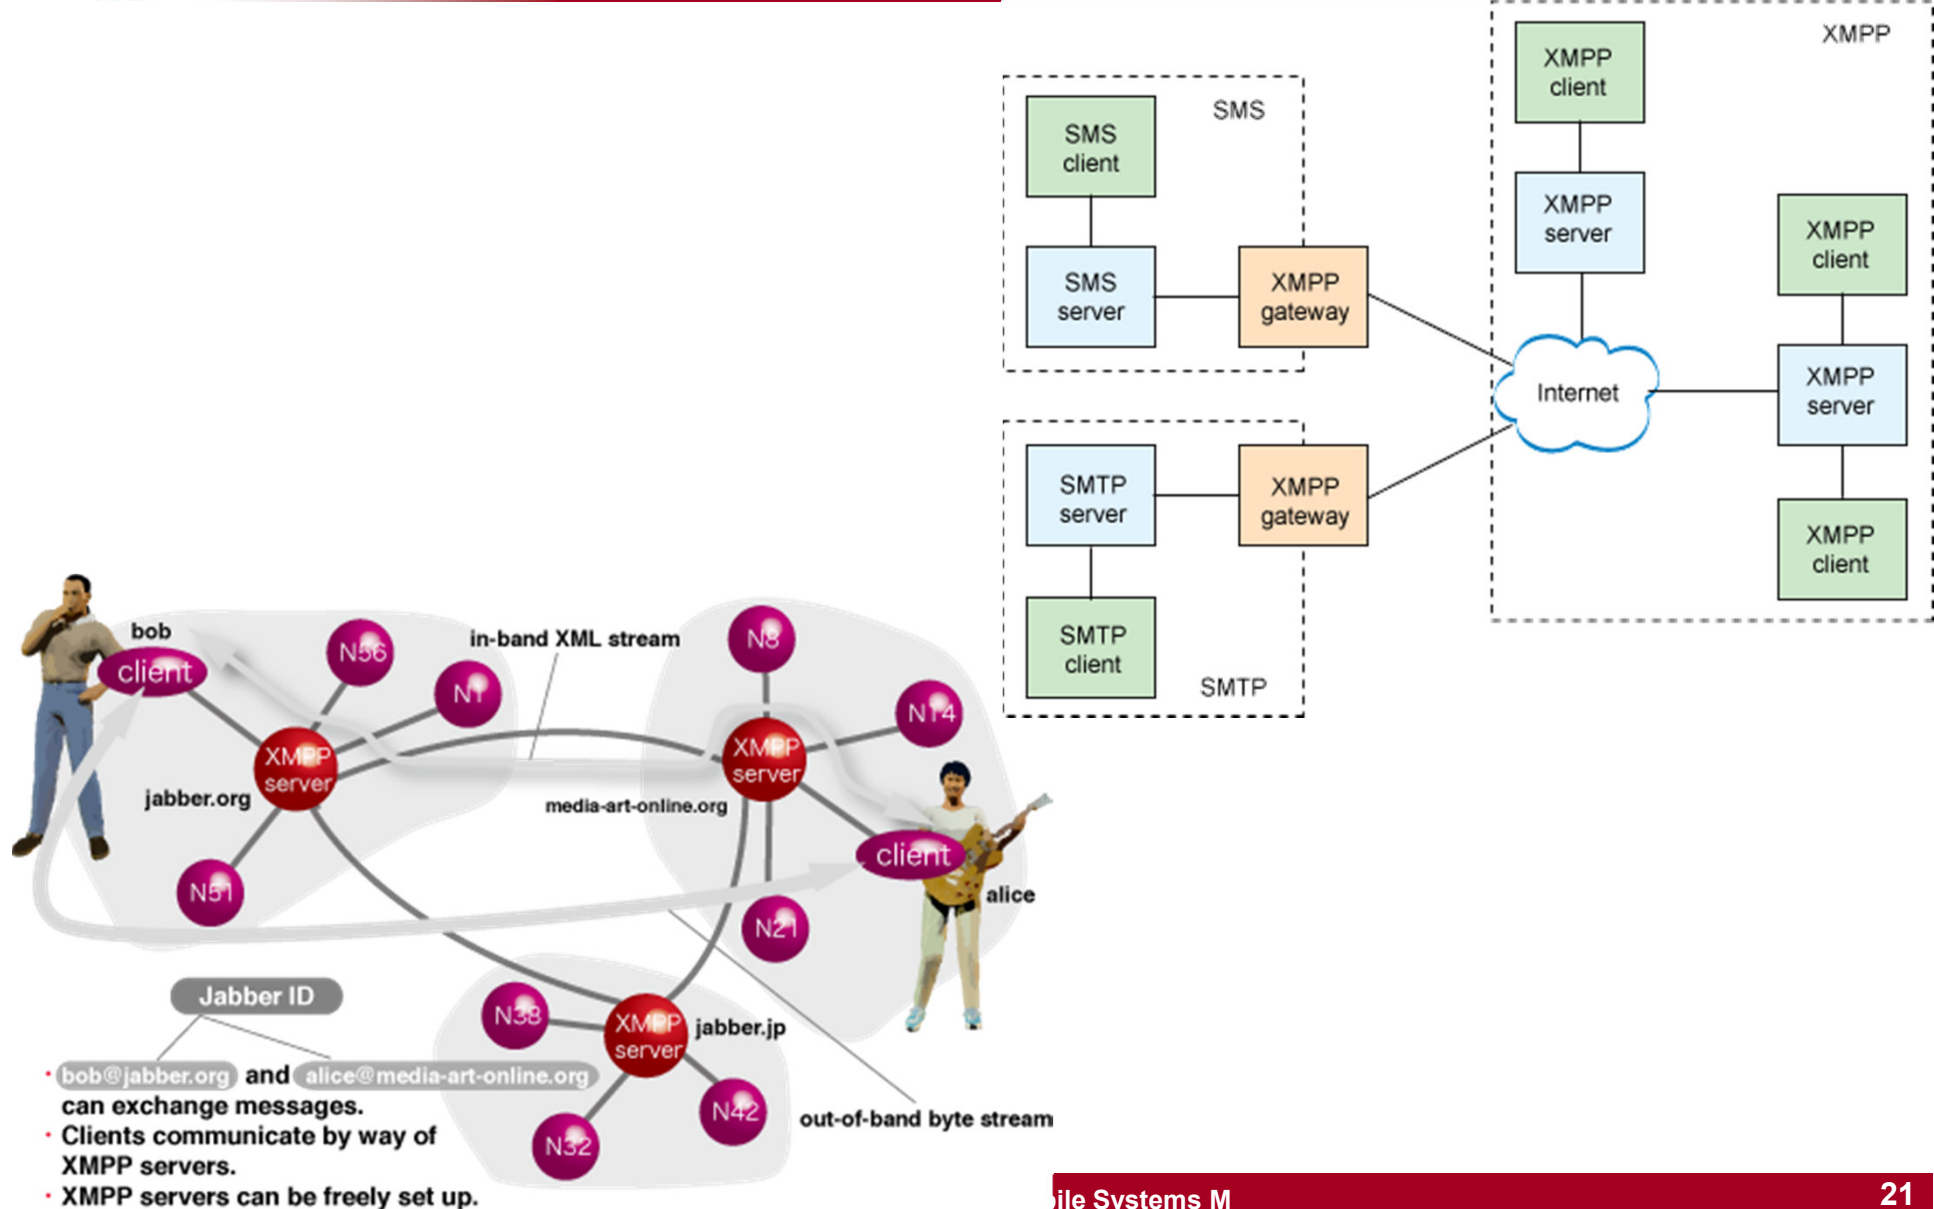 XMPP
XMPP
client
SMS
SMS
client
XMPP
server
XMPP
client
SMS
server
XMPP
gateway
Internet
XMPP
server
SMTP
server
XMPP
gateway
XMPP
client
SMTP
client
SMTP
bob
client
N56
N1
in-band XML stream
N8
N14
XMPP
server
jabber.org
XMPP
server
media-art-online.org
client
alice
N51
N21
Jabber ID
N38
XMPP
server
jabber.jp
N42
N32
out-of-band byte stream
· bob@jabber.org and alice@media-art-online.org
can exchange messages.
· Clients communicate by way of
XMPP servers.
· XMPP servers can be freely set up.
Systems M
21